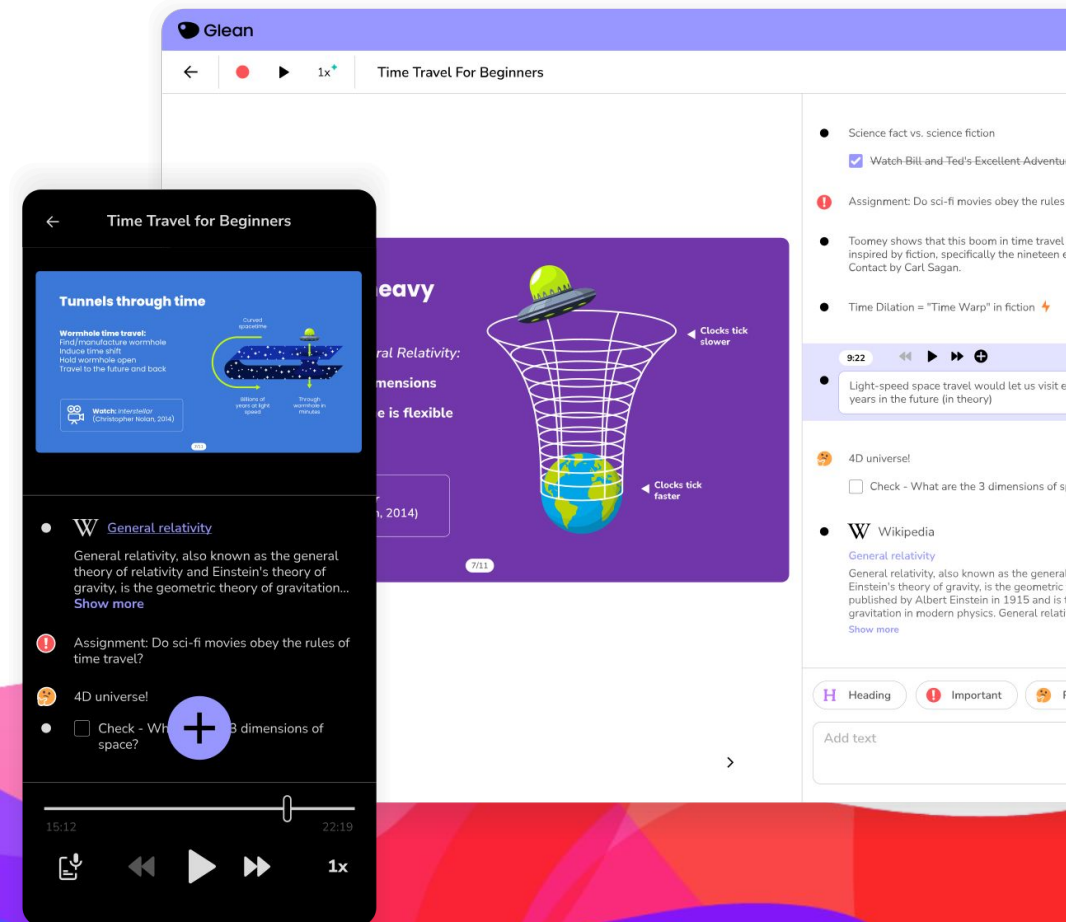 Glean
1x
Time Travel For Beginners
Science fact vs. science fiction
Watch Bill and Ted's Excellent
Assignment: Do sci-fi movies obey the rules
Toomey shows that this boom in time travel
inspired by fiction, specifically the nineteen
Contact by Carl Sagan.
Time Dilation = "Time Warp" in fiction
9:22
Light-speed space travel would let us visit
years in the future (in theory)
4D universe!
Check - What are the 3 dimensions of
W Wikipedia
General relativity
General relativity, also known as the general
Einstein's theory of gravity, is the geometric
published by Albert Einstein in 1915 and is
gravitation in modern physics. General
Show more
H Heading
Important
Add text
eavy
ral Relativity:
mensions
e is flexible
, 2014)
Clocks tick
slower
Clocks tick
faster
7/11
Time Travel for Beginners
Tunnels through time
Wormhole time travel:
Find/manufacture wormhole
Induce time shift
Hold wormhole open
Travel to the future and back
Watch: Interstellar
(Christopher Nolan, 2014)
Curved
spacetime
Billions of
years at light
speed
Through
wormhole in
minutes
W General relativity
General relativity, also known as the general
theory of relativity and Einstein's theory of
gravity, is the geometric theory of gravitation...
Show more
Assignment: Do sci-fi movies obey the rules of
time travel?
4D universe!
Check - Wh 3 dimensions of
space?
15:12
22:19
1x